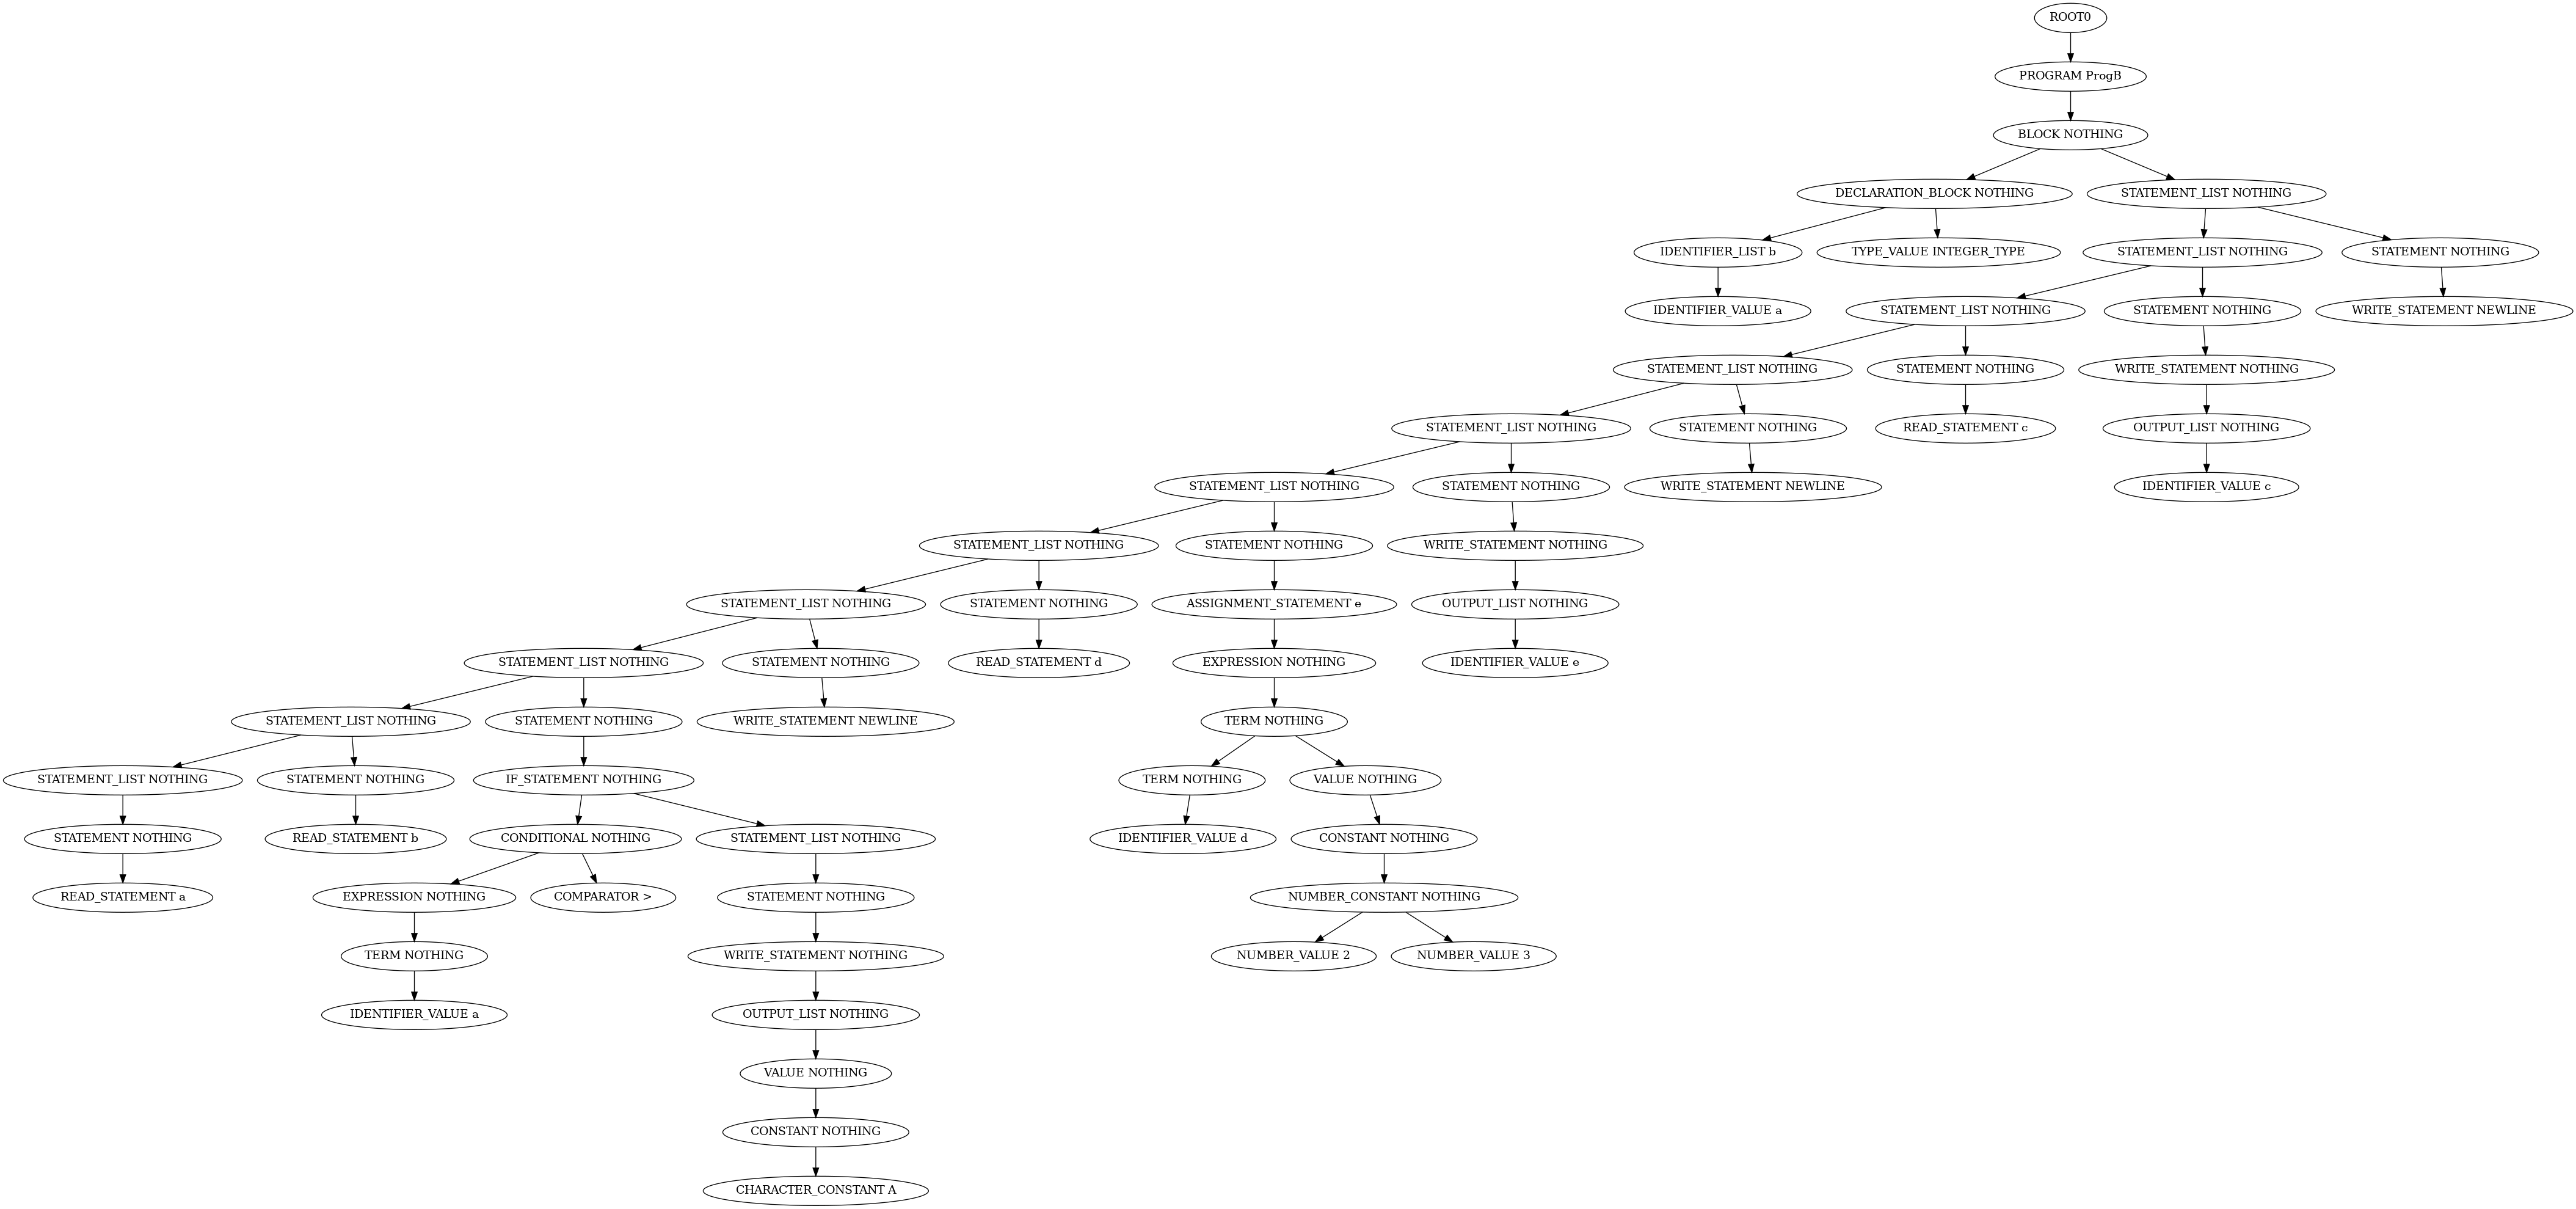 ROOT0
PROGRAM ProgB
BLOCK NOTHING
DECLARATION_BLOCK NOTHING
STATEMENT_LIST NOTHING
IDENTIFIER_LIST b
TYPE_VALUE INTEGER_TYPE
STATEMENT_LIST NOTHING
STATEMENT NOTHING
IDENTIFIER_VALUE a
STATEMENT_LIST NOTHING
STATEMENT NOTHING
WRITE_STATEMENT NEWLINE
STATEMENT_LIST NOTHING
STATEMENT NOTHING
WRITE_STATEMENT NOTHING
STATEMENT_LIST NOTHING
STATEMENT NOTHING
READ_STATEMENT c
OUTPUT_LIST NOTHING
STATEMENT_LIST NOTHING
STATEMENT NOTHING
WRITE_STATEMENT NEWLINE
IDENTIFIER_VALUE c
STATEMENT_LIST NOTHING
STATEMENT NOTHING
WRITE_STATEMENT NOTHING
STATEMENT_LIST NOTHING
STATEMENT NOTHING
ASSIGNMENT_STATEMENT e
OUTPUT_LIST NOTHING
STATEMENT_LIST NOTHING
STATEMENT NOTHING
READ_STATEMENT d
EXPRESSION NOTHING
IDENTIFIER_VALUE e
STATEMENT_LIST NOTHING
STATEMENT NOTHING
WRITE_STATEMENT NEWLINE
TERM NOTHING
STATEMENT_LIST NOTHING
STATEMENT NOTHING
IF_STATEMENT NOTHING
TERM NOTHING
VALUE NOTHING
STATEMENT NOTHING
READ_STATEMENT b
CONDITIONAL NOTHING
STATEMENT_LIST NOTHING
IDENTIFIER_VALUE d
CONSTANT NOTHING
READ_STATEMENT a
EXPRESSION NOTHING
COMPARATOR >
STATEMENT NOTHING
NUMBER_CONSTANT NOTHING
TERM NOTHING
WRITE_STATEMENT NOTHING
NUMBER_VALUE 2
NUMBER_VALUE 3
IDENTIFIER_VALUE a
OUTPUT_LIST NOTHING
VALUE NOTHING
CONSTANT NOTHING
CHARACTER_CONSTANT A